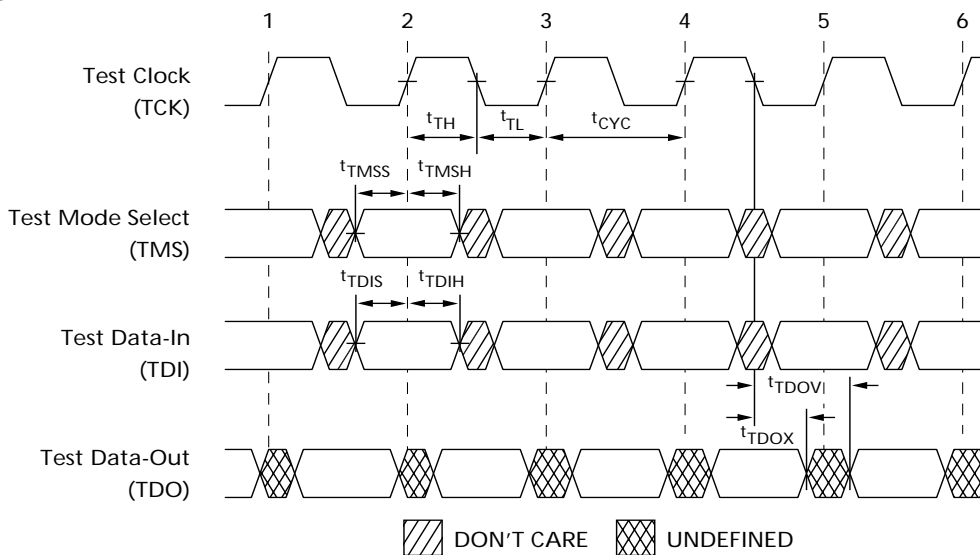 1 2 3 4 5 6
Test Clock
(TCK)
tTH tTL tCYC
tTMSS tTMSH
Test Mode Select
(TMS)
tTDIS tTDIH
Test Data-In
(TDI)
tTDOV
tTDOX
Test Data-Out
(TDO)
DON'T CARE UNDEFINED